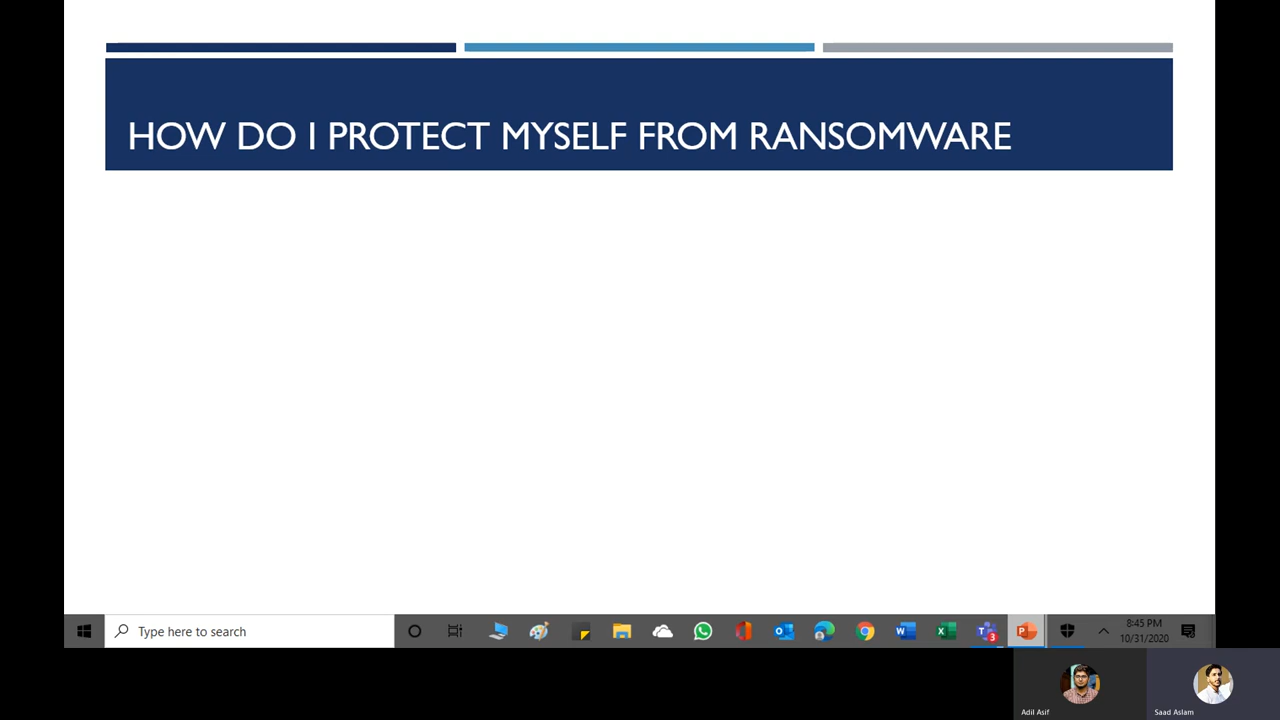 HOW DO I PROTECT MYSELF FROM RANSOMWARE
Type here to search
8:45 PM
10/31/2020
3
Adil Asif
Saad Aslam